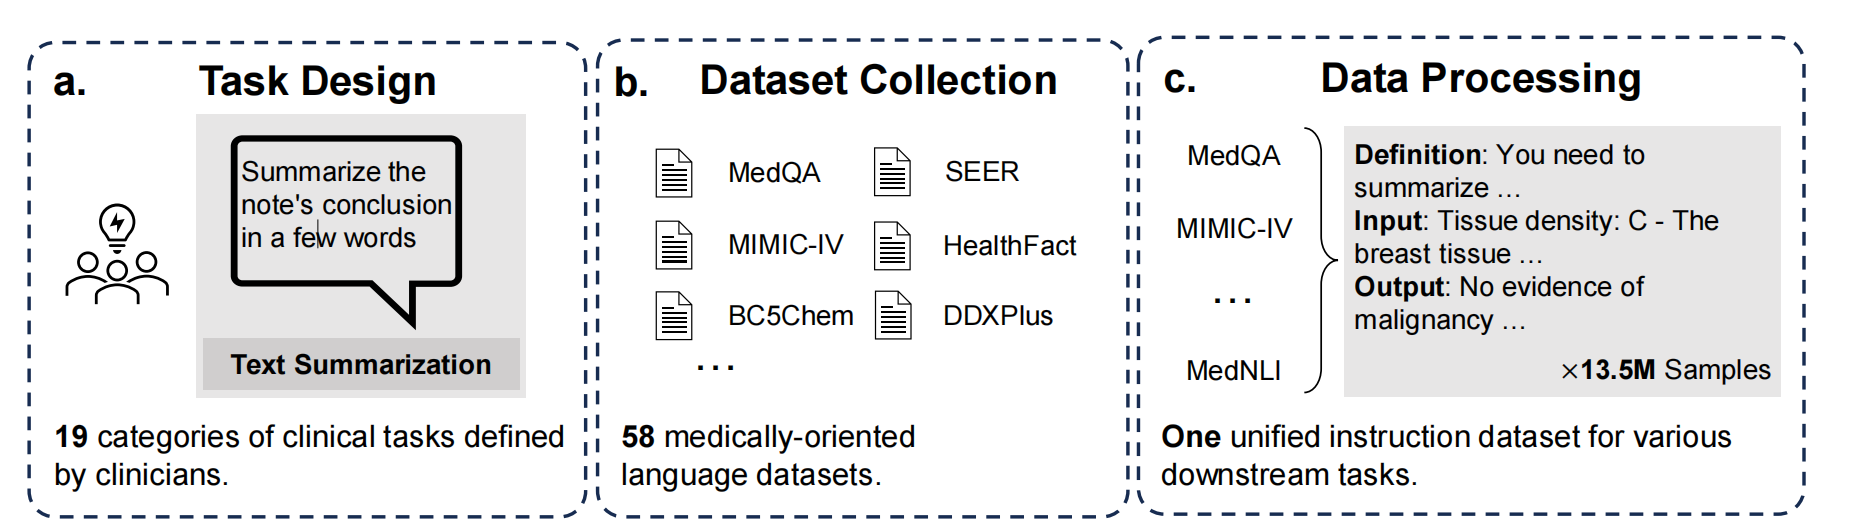 a. Task Design
Summarize the
note's conclusion
in a few words
Text Summarization
19 categories of clinical tasks defined
by clinicians.
b. Dataset Collection
MedQA SEER
MIMIC-IV HealthFact
BC5Chem DDXPlus
...
58 medically-oriented
language datasets.
c. Data Processing
MedQA
MIMIC-IV
...
MedNLI
Definition: You need to
summarize ...
Input: Tissue density: C - The
breast tissue ...
Output: No evidence of
malignancy ...
×13.5M Samples
One unified instruction dataset for various
downstream tasks.